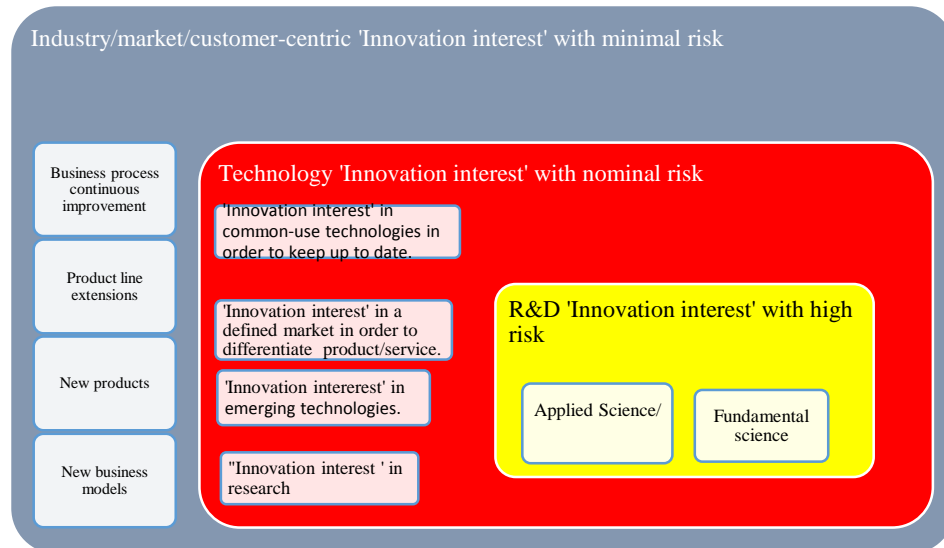 Industry/market/customer-centric 'Innovation interest' with minimal risk
Business process
continuous
improvement
Product line
extensions
New products
New business
models
Technology 'Innovation interest' with nominal risk
'Innovation interest' in
common-use technologies in
order to keep up to date.
'Innovation interest' in a
defined market in order to
differentiate product/service.
'Innovation intererest' in
emerging technologies.
"Innovation interest ' in
research
R&D 'Innovation interest' with high
risk
Applied Science/
Fundamental
science